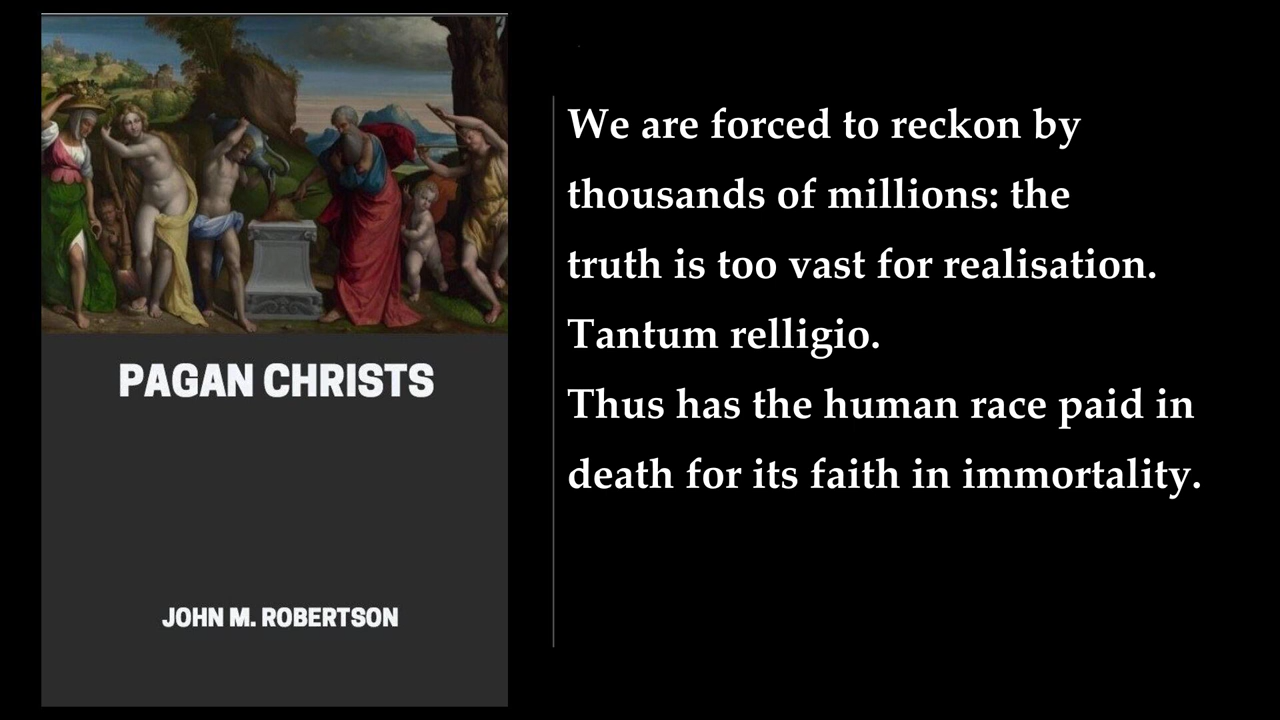 PAGAN CHRISTS
JOHN M. ROBERTSON
We are forced to reckon by
thousands of millions: the
truth is too vast for realisation.
Tantum relligio.
Thus has the human race paid in
death for its faith in immortality.